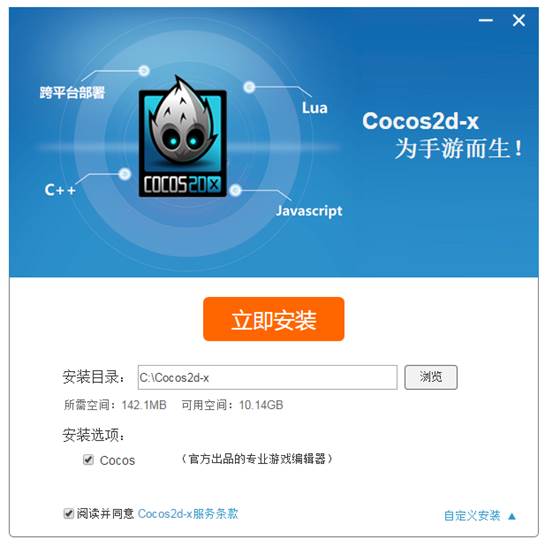 跨平台部署
Lua
Cocos2d-x
为手游而生！
COCOS2DX
C++
Javascript
立即安装
安装目录： C:\Cocos2d-x 浏览
所需空间：142.1MB 可用空间：10.14GB
安装选项：
Cocos （官方出品的专业游戏编辑器）
阅读并同意 Cocos2d-x服务条款
自定义安装 ▲